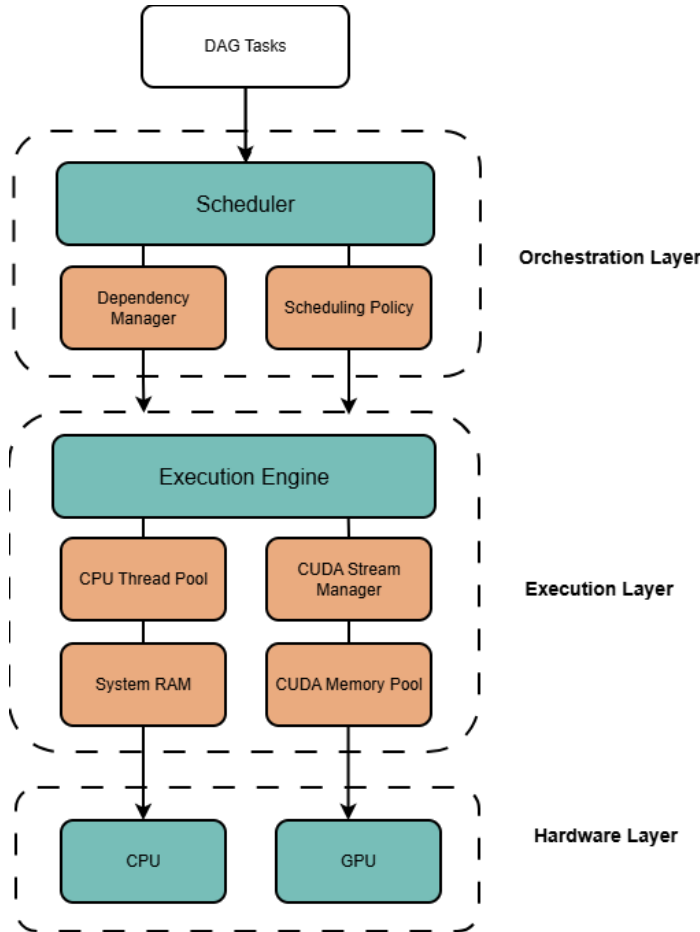 DAG Tasks
Scheduler
Orchestration Layer
Dependency
Manager
Scheduling Policy
Execution Engine
CPU Thread Pool
CUDA Stream
Manager
Execution Layer
System RAM
CUDA Memory Pool
Hardware Layer
CPU
GPU